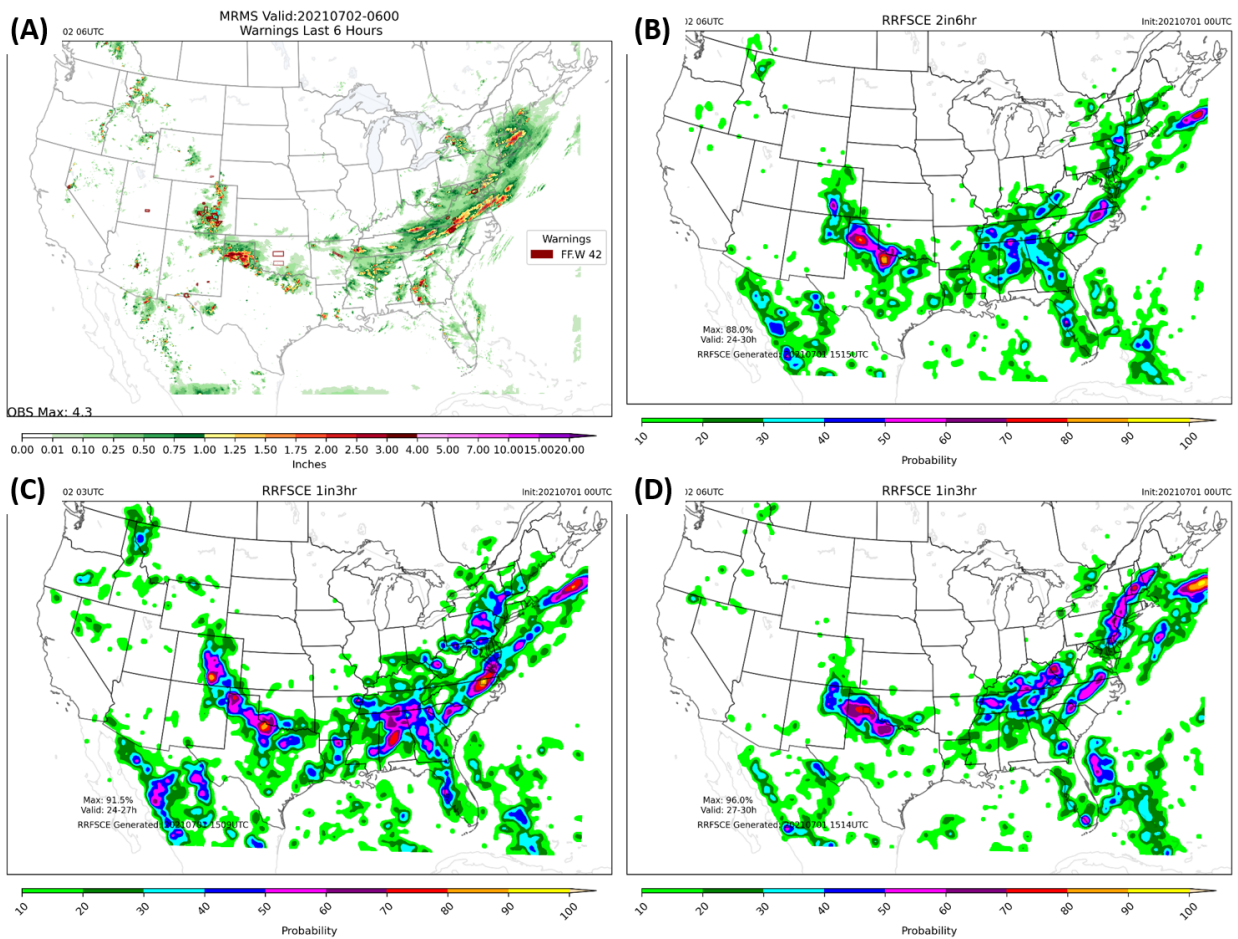 (A)
MRMS Valid:20210702-0600
02 06UTC
Warnings Last 6 Hours
Warnings
FF.W 42
OBS Max: 4.3
0.00 0.01 0.10 0.25 0.50 0.75 1.00 1.25 1.50 1.75 2.00 2.50 3.00 4.00 5.00 7.00 10.00 15.00 20.00
Inches
(B)
02 06UTC
RRFSCE 2in6hr
Init:20210701 00UTC
Max: 88.0%
Valid: 24-30h
RRFSCE Generated: 20210701 1515UTC
10 20 30 40 50 60 70 80 90 100
Probability
(C)
02 03UTC
RRFSCE 1in3hr
Init:20210701 00UTC
Max: 91.5%
Valid: 24-27h
RRFSCE Generated: 20210701 1509UTC
10 20 30 40 50 60 70 80 90 100
Probability
(D)
02 06UTC
RRFSCE 1in3hr
Init:20210701 00UTC
Max: 96.0%
Valid: 27-30h
RRFSCE Generated: 20210701 1514UTC
10 20 30 40 50 60 70 80 90 100
Probability